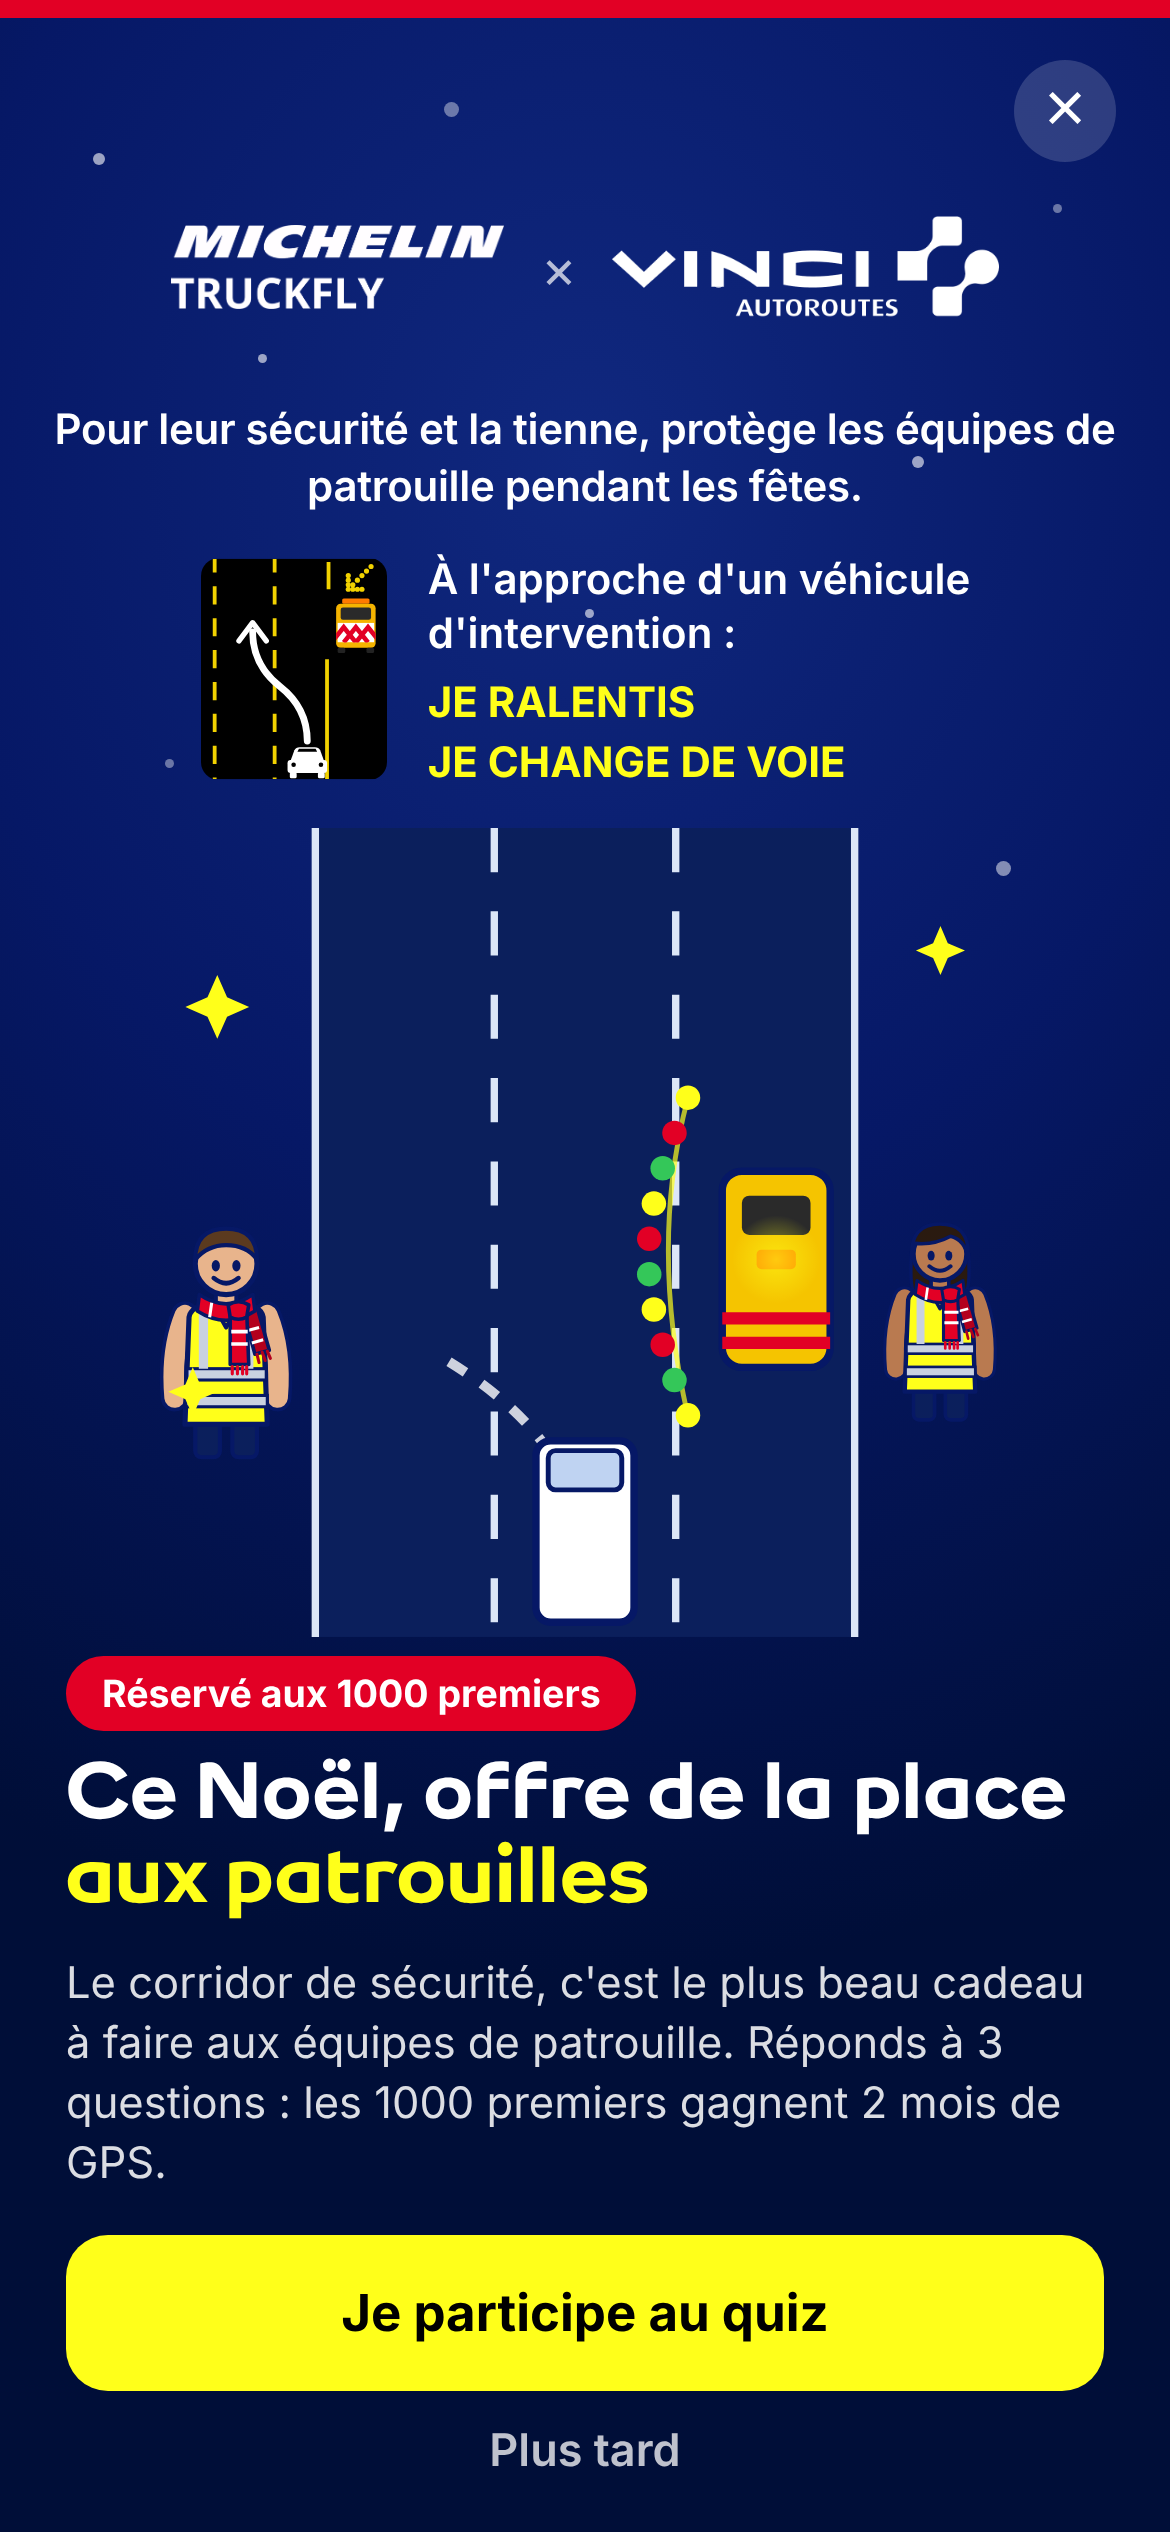 MICHELIN
TRUCKFLY
×
VINCI
AUTOROUTES
Pour leur sécurité et la tienne, protège les équipes de
patrouille pendant les fêtes.
À l'approche d'un véhicule
d'intervention :
JE RALENTIS
JE CHANGE DE VOIE
Réservé aux 1000 premiers
Ce Noël, offre de la place
aux patrouilles
Le corridor de sécurité, c'est le plus beau cadeau
à faire aux équipes de patrouille. Réponds à 3
questions : les 1000 premiers gagnent 2 mois de
GPS.
Je participe au quiz
Plus tard